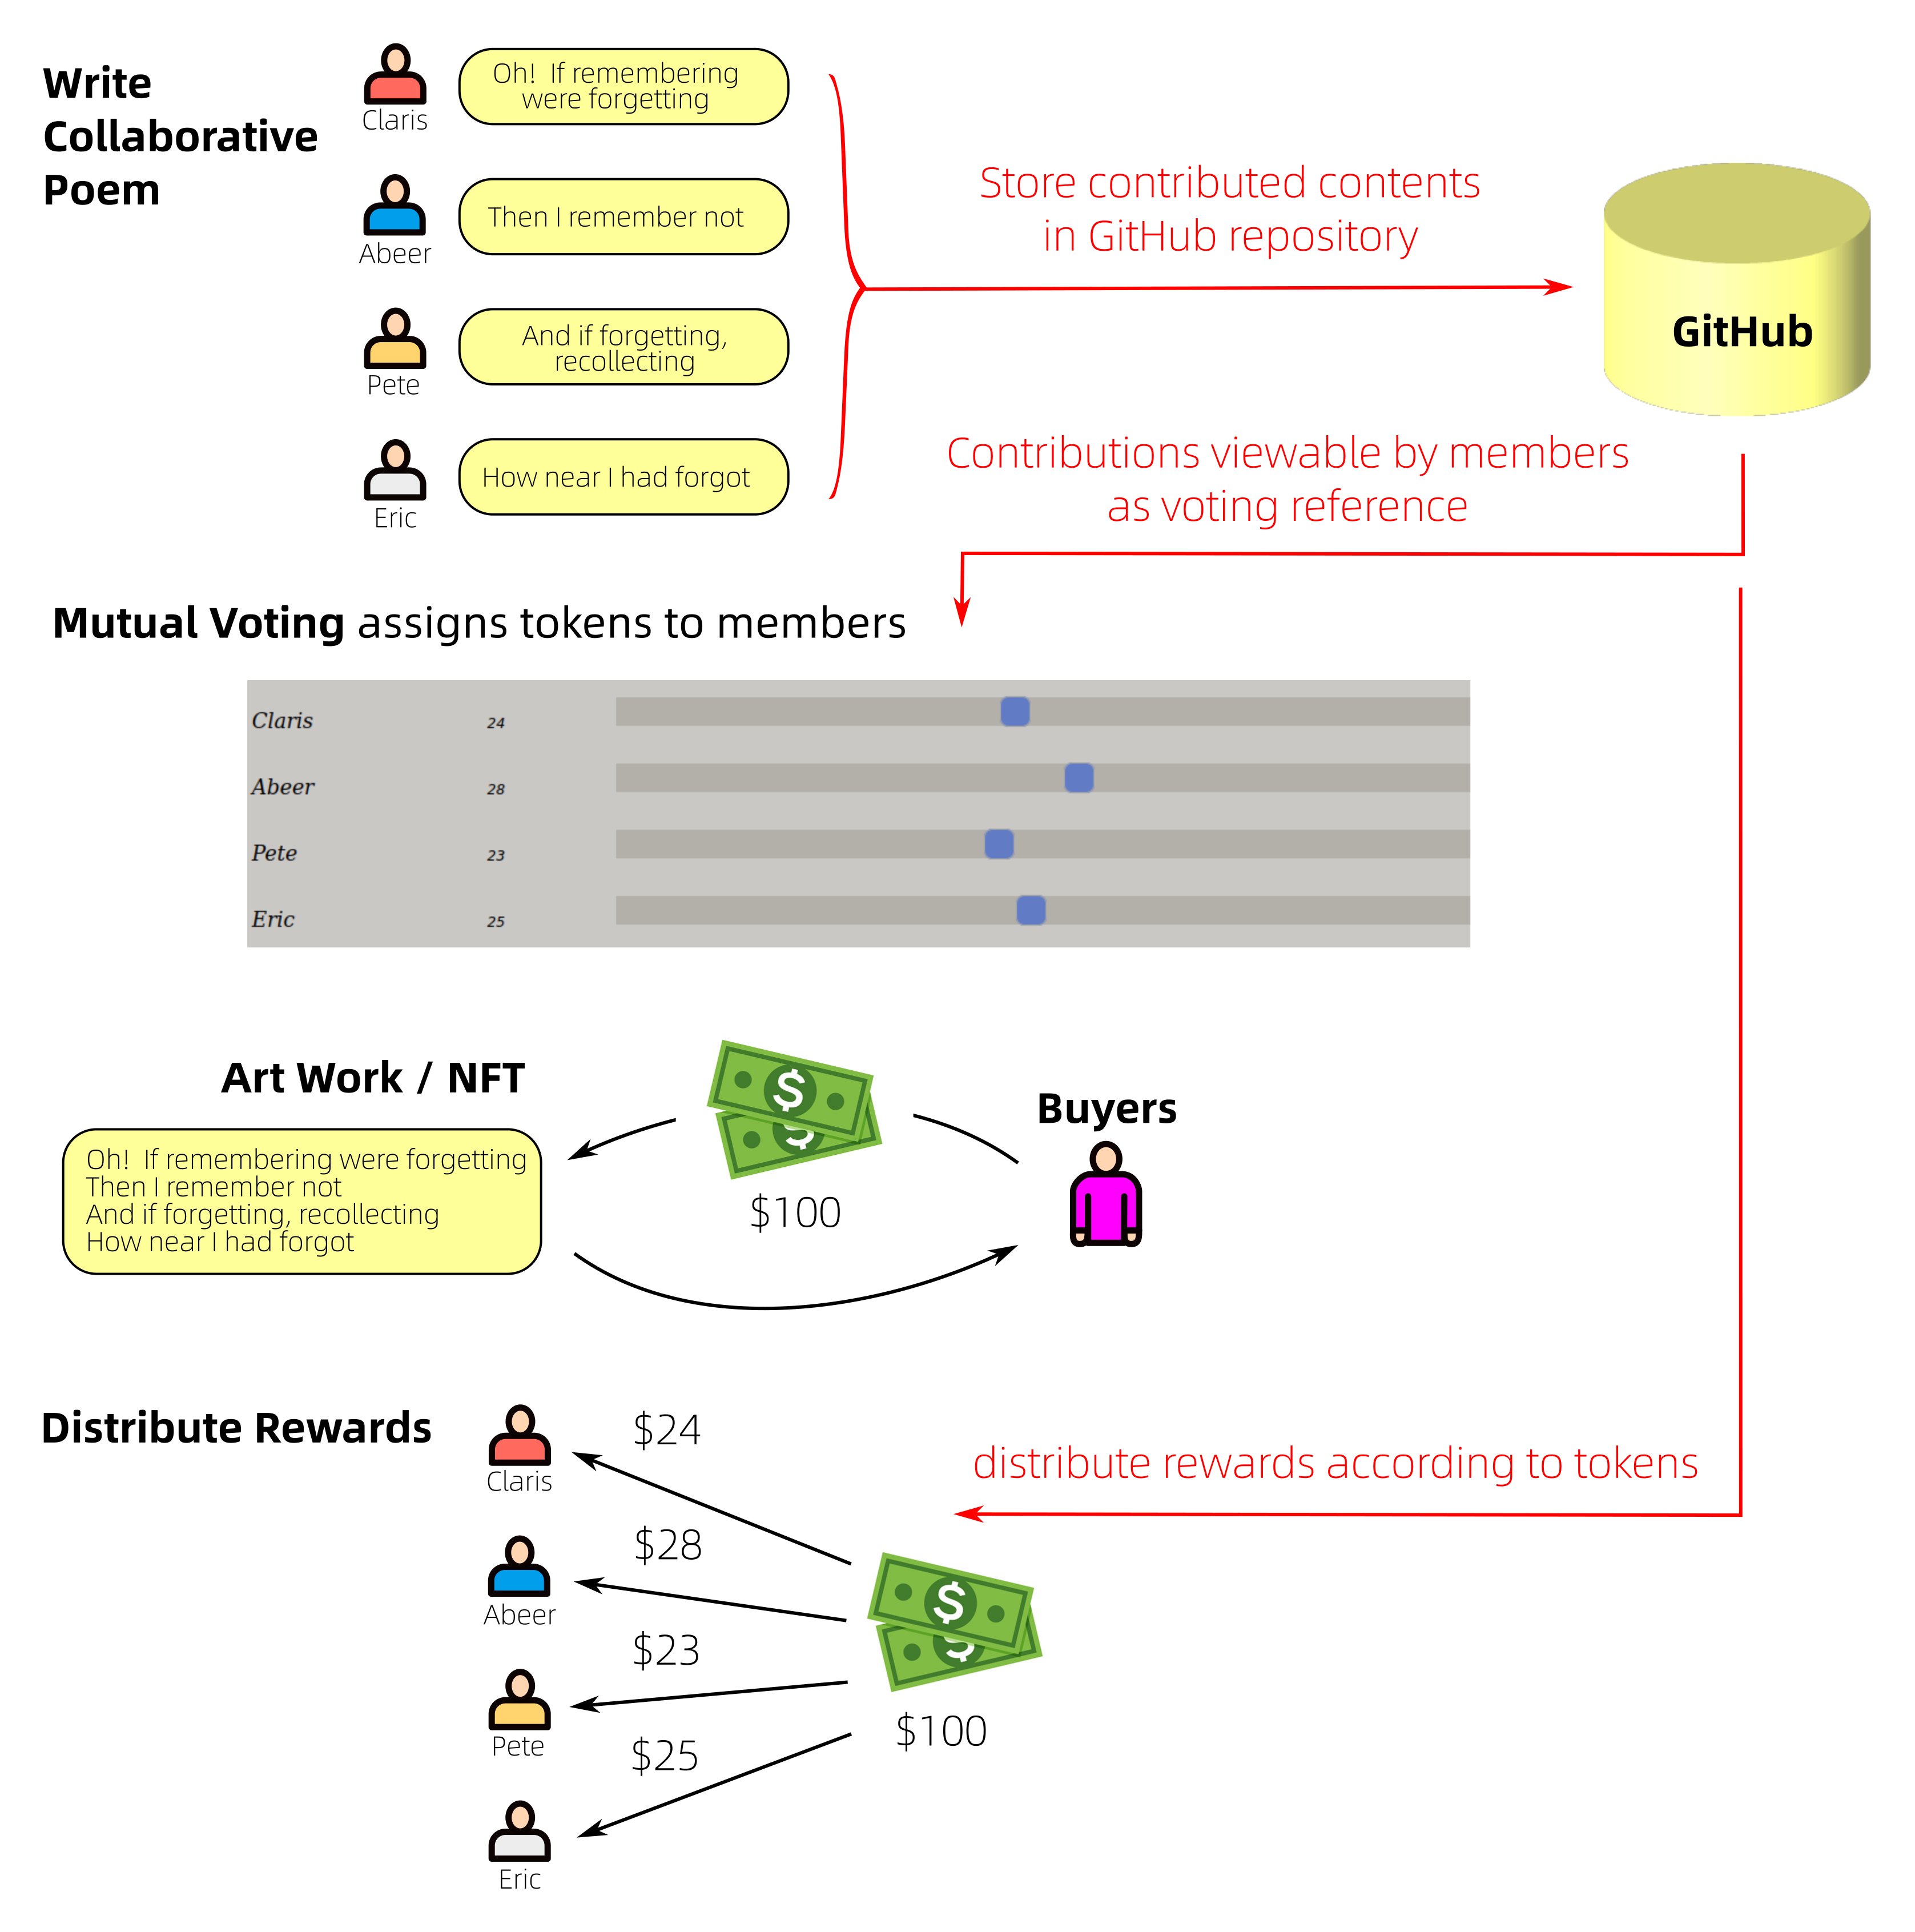 Write
Collaborative
Poem
Claris
Oh!  If remembering
were forgetting
Abeer
Then I remember not
Pete
And if forgetting,
recollecting
Eric
How near I had forgot
Store contributed contents
in GitHub repository
GitHub
Contributions viewable by members
as voting reference
Mutual Voting assigns tokens to members
Claris 24
Abeer 28
Pete 23
Eric 25
Art Work / NFT
Oh!  If remembering were forgetting
Then I remember not
And if forgetting, recollecting
How near I had forgot
$
$
$100
Buyers
Distribute Rewards
Claris
$24
Abeer
$28
Pete
$23
Eric
$25
$
$
$100
distribute rewards according to tokens